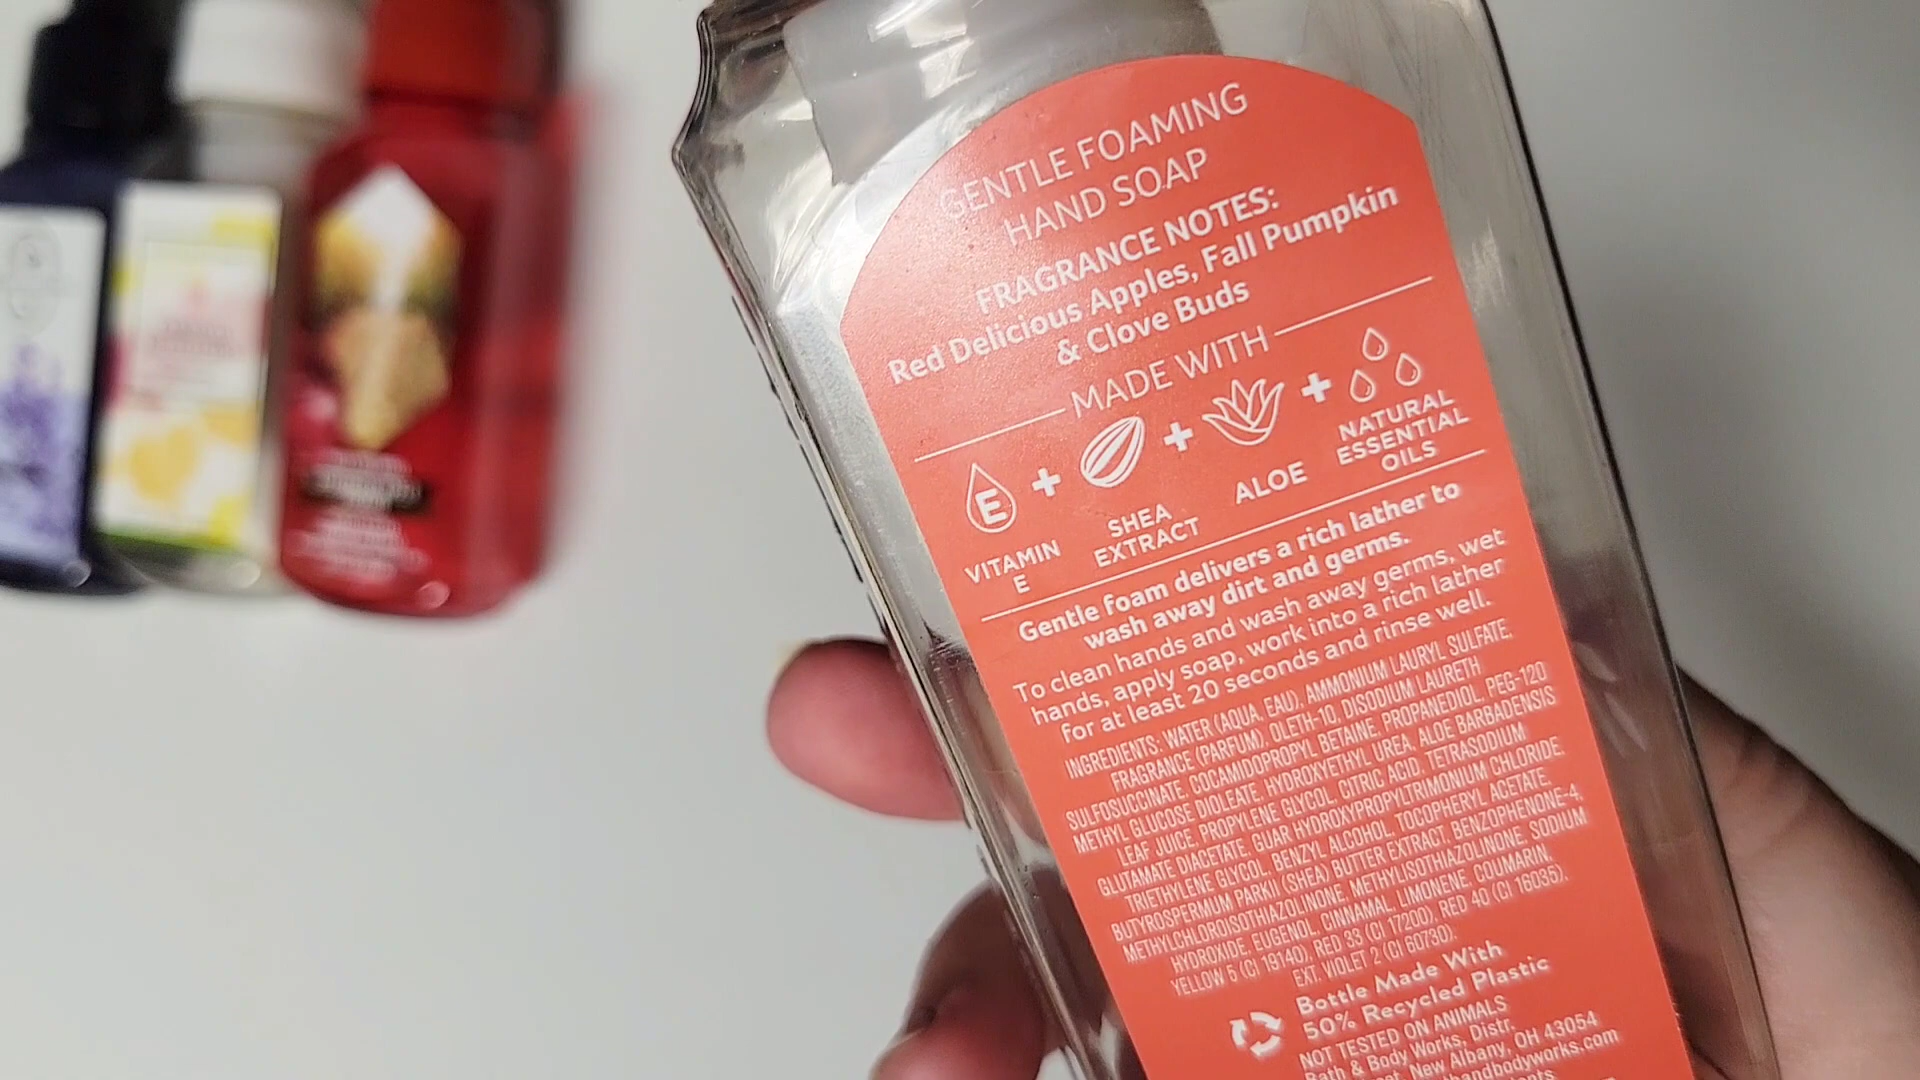 GENTLE FOAMING
HAND SOAP
FRAGRANCE NOTES:
Red Delicious Apples, Fall Pumpkin
& Clove Buds
MADE WITH
E + + +
VITAMIN
E
SHEA
EXTRACT
ALOE
NATURAL
ESSENTIAL
OILS
Gentle foam delivers a rich lather to
wash away dirt and germs.
To clean hands and wash away germs, wet
hands, apply soap, work into a rich lather
for at least 20 seconds and rinse well.
INGREDIENTS: WATER (AQUA, EAU), AMMONIUM LAURYL SULFATE,
FRAGRANCE (PARFUM), OLETH-10, DISODIUM LAURETH
SULFOSUCCINATE, COCAMIDOPROPYL BETAINE, PROPANEDIOL, PEG-120
METHYL GLUCOSE DIOLEATE, HYDROXYETHYL UREA, ALOE BARBADENSIS
LEAF JUICE, PROPYLENE GLYCOL, CITRIC ACID, TETRASODIUM
GLUTAMATE DIACETATE, GUAR HYDROXYPROPYLTRIMONIUM CHLORIDE,
TRIETHYLENE GLYCOL, BENZYL ALCOHOL, TOCOPHERYL ACETATE,
BUTYROSPERMUM PARKII (SHEA) BUTTER EXTRACT, BENZOPHENONE-4,
METHYLCHLOROISOTHIAZOLINONE, METHYLISOTHIAZOLINONE, SODIUM
HYDROXIDE, EUGENOL, CINNAMAL, LIMONENE, COUMARIN,
YELLOW 5 (CI 19140), RED 33 (CI 17200), RED 40 (CI 16035),
EXT. VIOLET 2 (CI 60730).
Bottle Made With
50% Recycled Plastic
NOT TESTED ON ANIMALS
Bath & Body Works, Distr.
New Albany, OH 43054